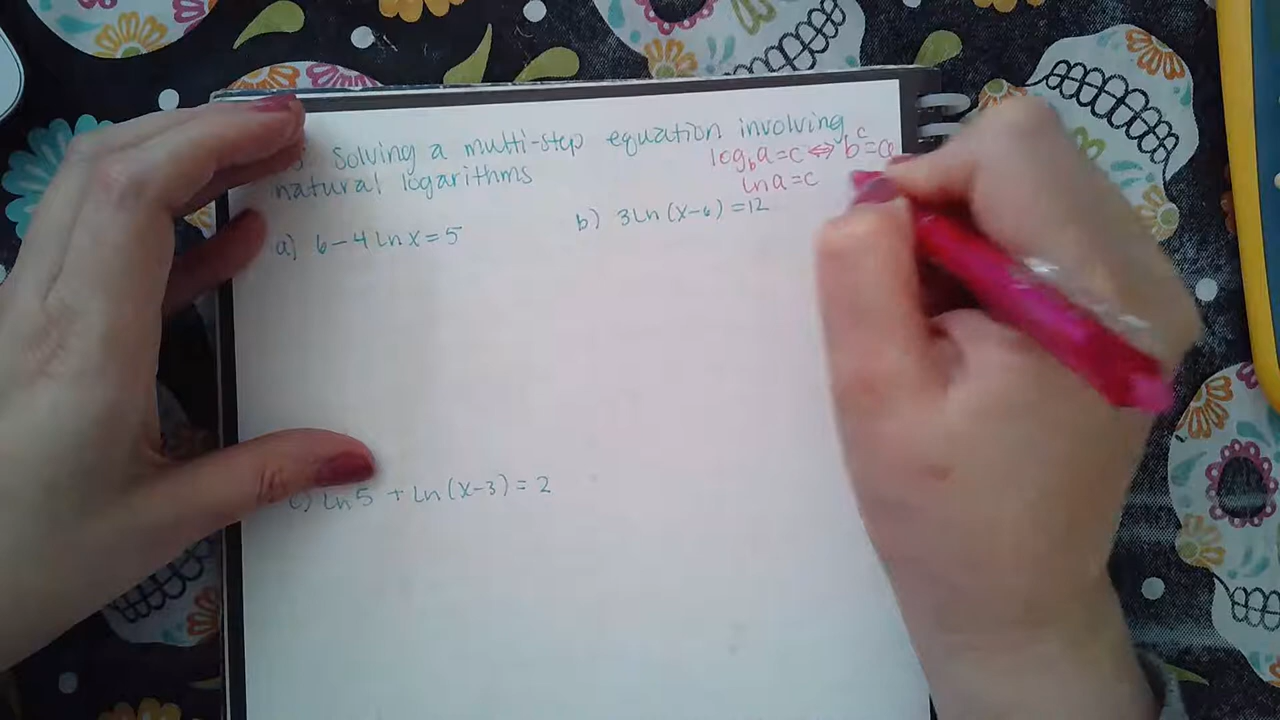 Solving a multi-step equation involving
natural logarithms
log_b a = c ⇔ b^c = a
ln a = c
a) 6 - 4 ln x = 5
b) 3 ln (x - 6) = 12
c) ln 5 + ln (x - 3) = 2